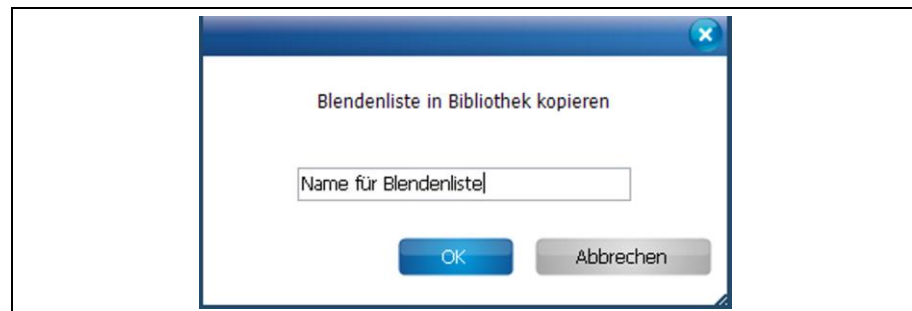 Blendenliste in Bibliothek kopieren
Name für Blendenliste
OK
Abbrechen